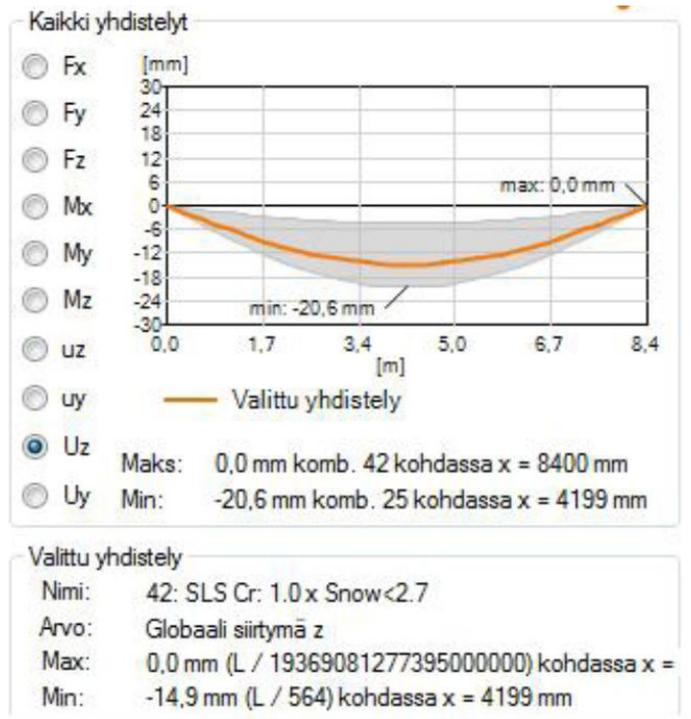 Kaikki yhdistelyt
Fx
Fy
Fz
Mx
My
Mz
uz
uy
Uz
Uy
[mm]
30
24
18
12
6
0
-6
-12
-18
-24
-30
max: 0,0 mm
min: -20,6 mm
0,0 1,7 3,4 5,0 6,7 8,4
[m]
Valittu yhdistely
Maks: 0,0 mm komb. 42 kohdassa x = 8400 mm
Min: -20,6 mm komb. 25 kohdassa x = 4199 mm
Valittu yhdistely
Nimi: 42: SLS Cr: 1.0 x Snow<2.7
Arvo: Globaali siirtymä z
Max: 0,0 mm (L / 19369081277395000000) kohdassa x =
Min: -14,9 mm (L / 564) kohdassa x = 4199 mm